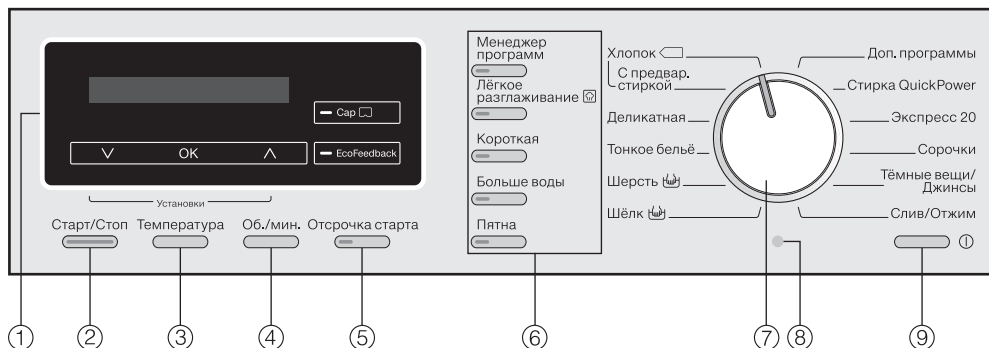 Cap
EcoFeedback
OK
Установки
Старт/Стоп
Температура
Об./мин.
Отсрочка старта
Менеджер
программ
Лёгкое
разглаживание
Короткая
Больше воды
Пятна
Хлопок
С предвар.
стиркой
Деликатная
Тонкое бельё
Шерсть
Шёлк
Доп. программы
Стирка QuickPower
Экспресс 20
Сорочки
Тёмные вещи/
Джинсы
Слив/Отжим
① ② ③ ④ ⑤ ⑥ ⑦ ⑧ ⑨